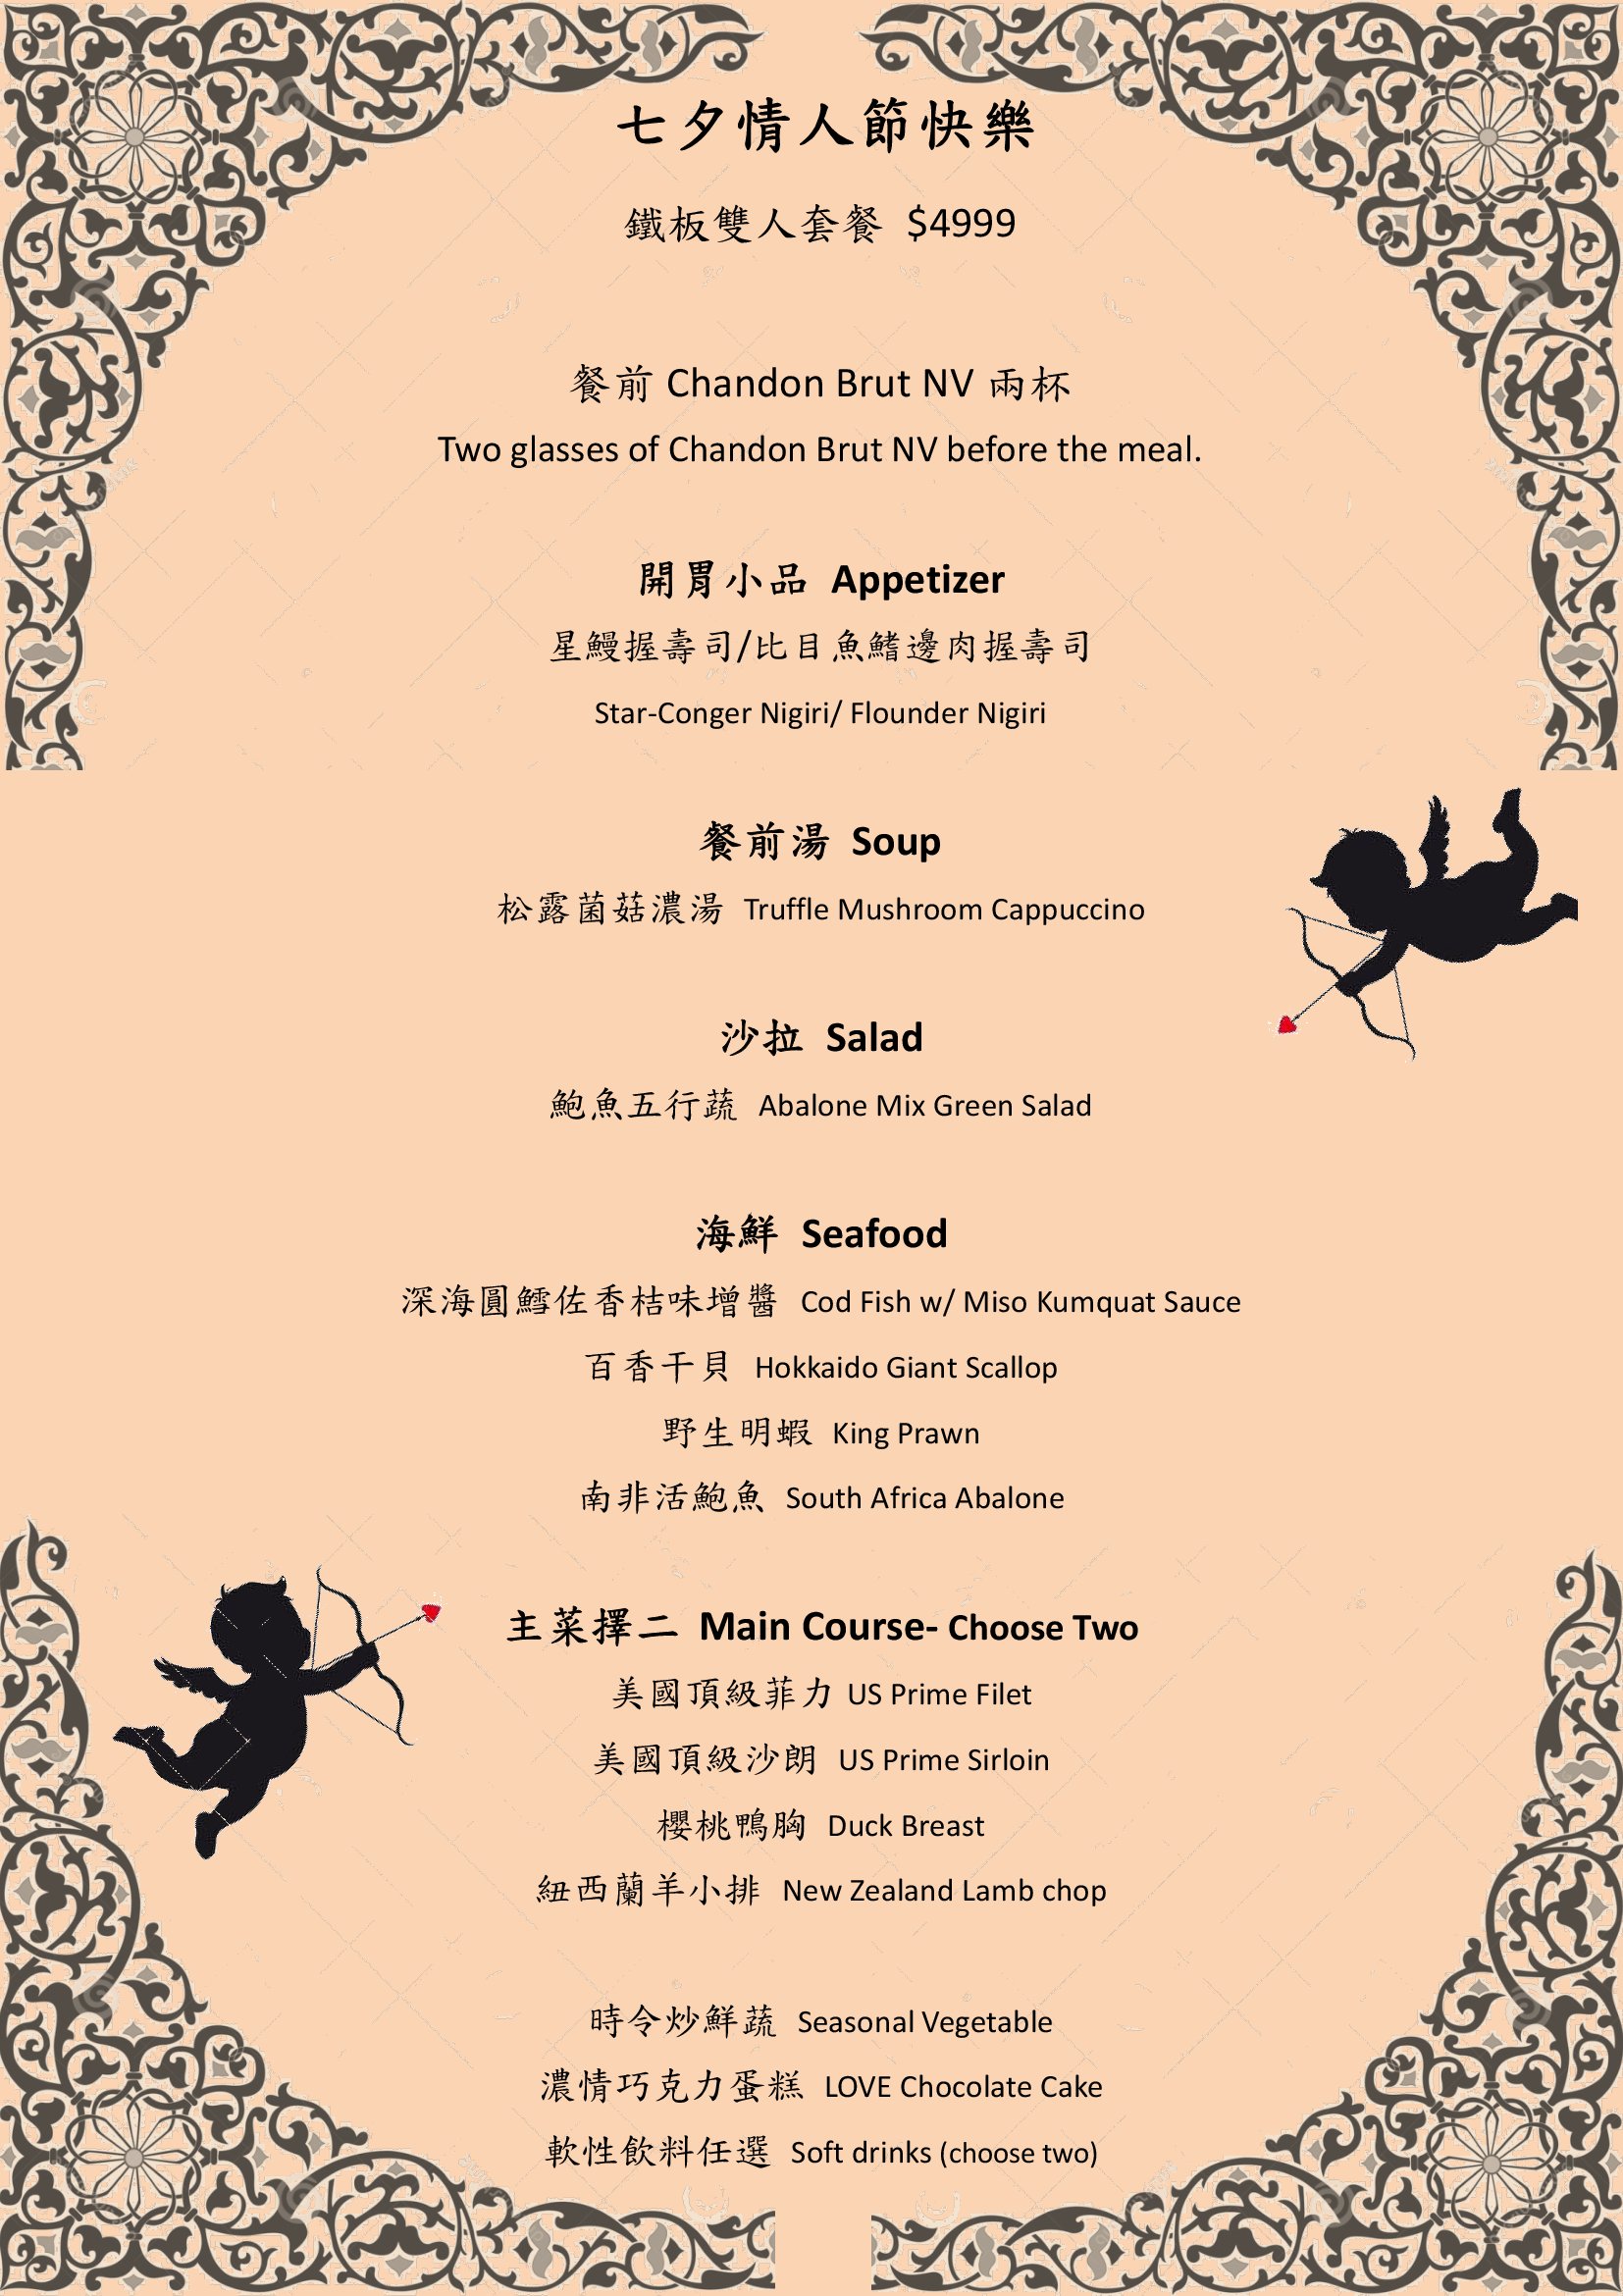 七夕情人節快樂
鐵板雙人套餐 $4999
餐前 Chandon Brut NV 兩杯
Two glasses of Chandon Brut NV before the meal.
開胃小品 Appetizer
星鰻握壽司/比目魚鰭邊肉握壽司
Star-Conger Nigiri/ Flounder Nigiri
餐前湯 Soup
松露菌菇濃湯 Truffle Mushroom Cappuccino
沙拉 Salad
鮑魚五行蔬 Abalone Mix Green Salad
海鮮 Seafood
深海圓鱈佐香桔味增醬 Cod Fish w/ Miso Kumquat Sauce
百香干貝 Hokkaido Giant Scallop
野生明蝦 King Prawn
南非活鮑魚 South Africa Abalone
主菜擇二 Main Course- Choose Two
美國頂級菲力 US Prime Filet
美國頂級沙朗 US Prime Sirloin
櫻桃鴨胸 Duck Breast
紐西蘭羊小排 New Zealand Lamb chop
時令炒鮮蔬 Seasonal Vegetable
濃情巧克力蛋糕 LOVE Chocolate Cake
軟性飲料任選 Soft drinks (choose two)